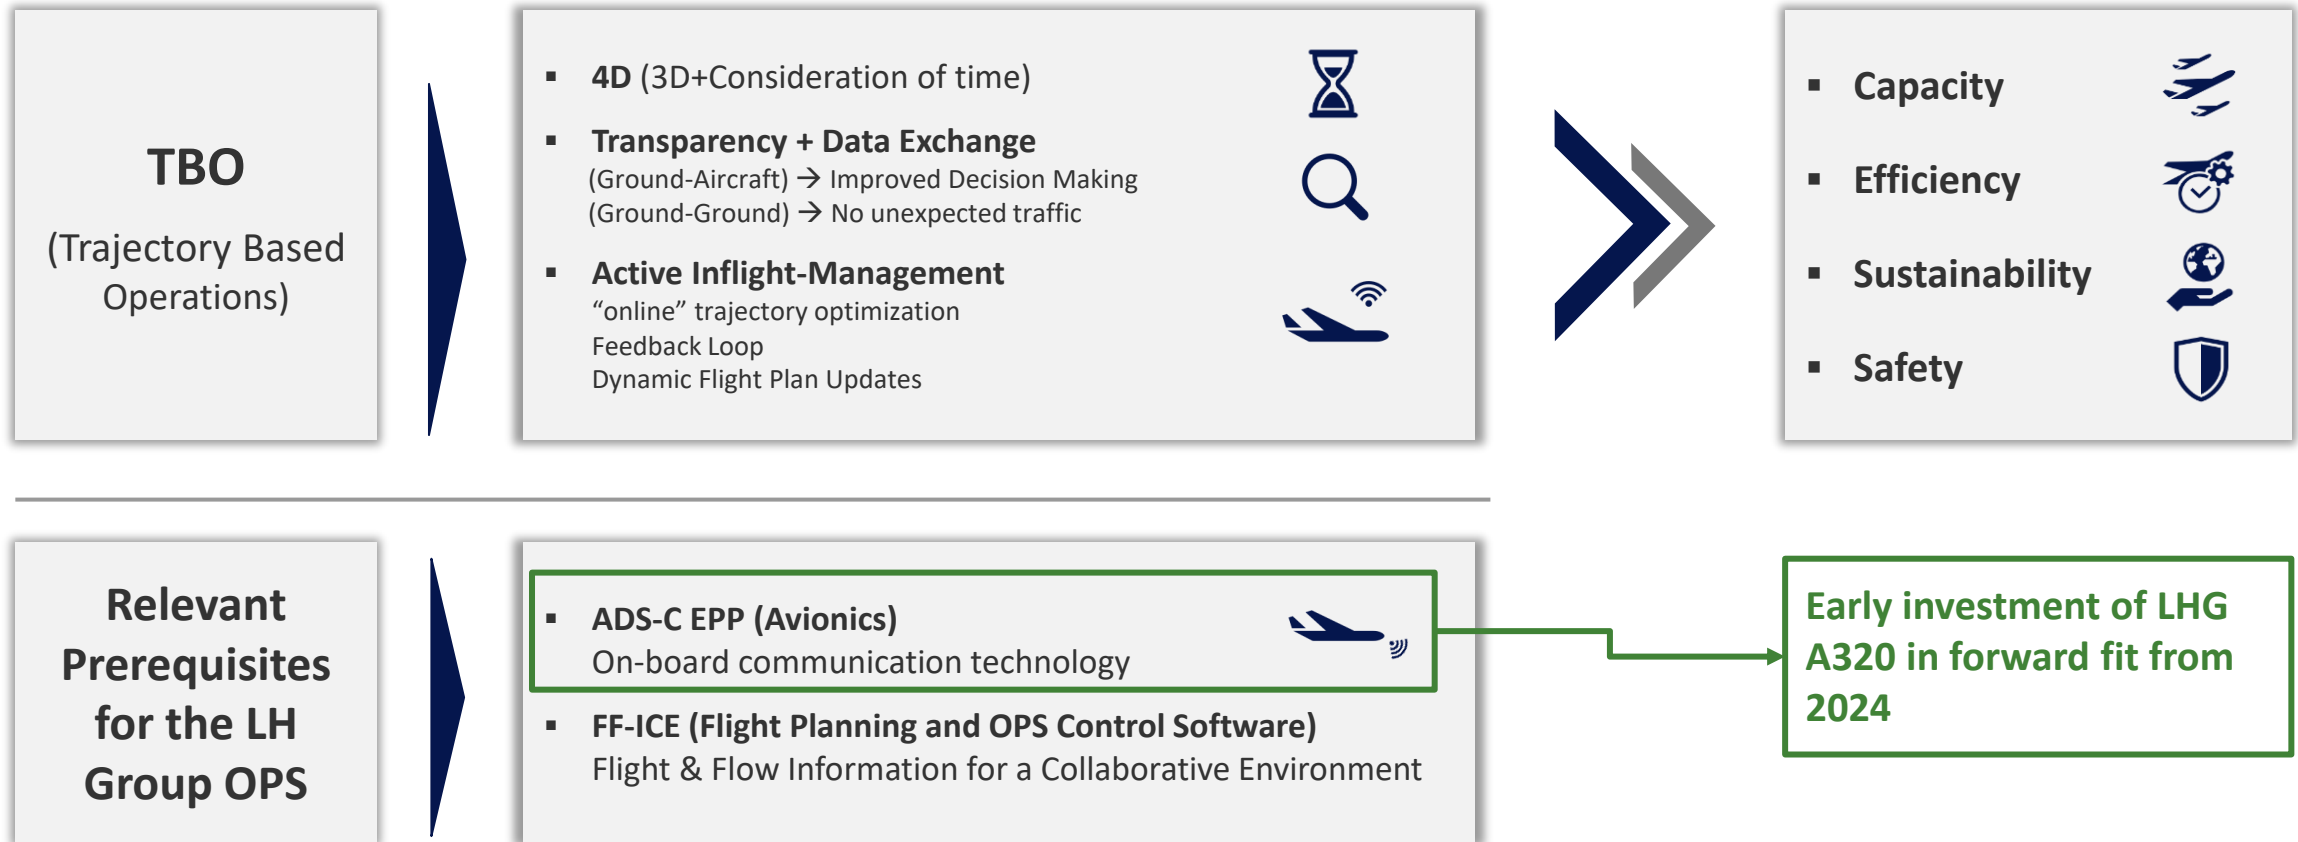 TBO
(Trajectory Based
Operations)
▪ 4D (3D+Consideration of time)
▪ Transparency + Data Exchange
(Ground-Aircraft) → Improved Decision Making
(Ground-Ground) → No unexpected traffic
▪ Active Inflight-Management
“online” trajectory optimization
Feedback Loop
Dynamic Flight Plan Updates
▪ Capacity
▪ Efficiency
▪ Sustainability
▪ Safety
Relevant
Prerequisites
for the LH
Group OPS
▪ ADS-C EPP (Avionics)
On-board communication technology
▪ FF-ICE (Flight Planning and OPS Control Software)
Flight & Flow Information for a Collaborative Environment
Early investment of LHG
A320 in forward fit from
2024